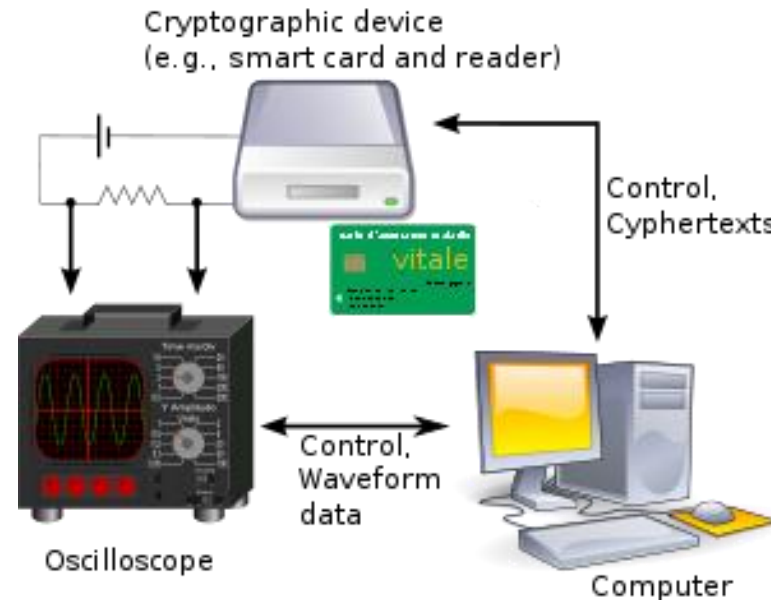 Cryptographic device
(e.g., smart card and reader)
Control,
Cyphertexts
vitale
Control,
Waveform
data
Oscilloscope
Computer